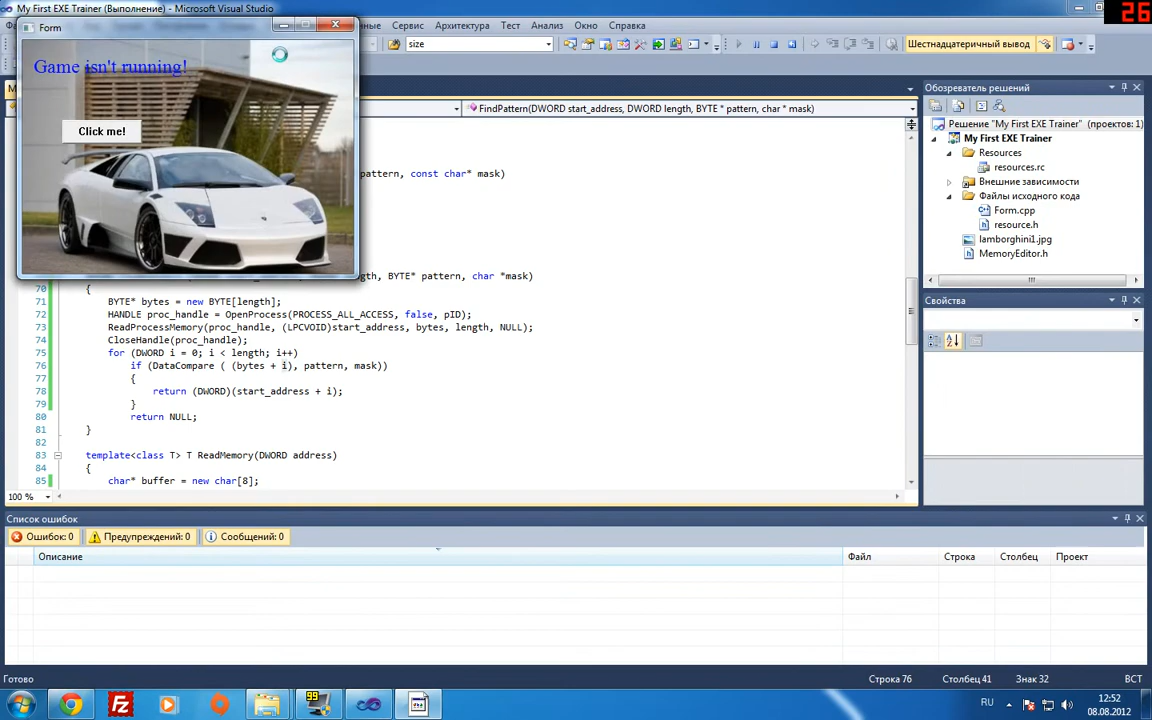 My First EXE Trainer (Выполнение) - Microsoft Visual Studio
26
Form
Сервис Архитектура Тест Анализ Окно Справка
size
Шестнадцатеричный вывод
Game isn't running!
Click me!
FindPattern(DWORD start_address, DWORD length, BYTE * pattern, char * mask)
pattern, const char* mask)
BYTE* pattern, char *mask)
70 {
71 BYTE* bytes = new BYTE[length];
72 HANDLE proc_handle = OpenProcess(PROCESS_ALL_ACCESS, false, pID);
73 ReadProcessMemory(proc_handle, (LPCVOID)start_address, bytes, length, NULL);
74 CloseHandle(proc_handle);
75 for (DWORD i = 0; i < length; i++)
76 if (DataCompare ( (bytes + i), pattern, mask))
77 {
78 return (DWORD)(start_address + i);
79 }
80 return NULL;
81 }
82
83 template<class T> T ReadMemory(DWORD address)
84 {
85 char* buffer = new char[8];
100 %
Обозреватель решений
Решение "My First EXE Trainer" (проектов: 1)
My First EXE Trainer
Resources
resources.rc
Внешние зависимости
Файлы исходного кода
Form.cpp
resource.h
lamborghini1.jpg
MemoryEditor.h
Свойства
Список ошибок
Ошибок: 0 Предупреждений: 0 Сообщений: 0
Описание Файл Строка Столбец Проект
Готово Строка 76 Столбец 41 Знак 32 ВСТ
99
RU
12:52
08.08.2012